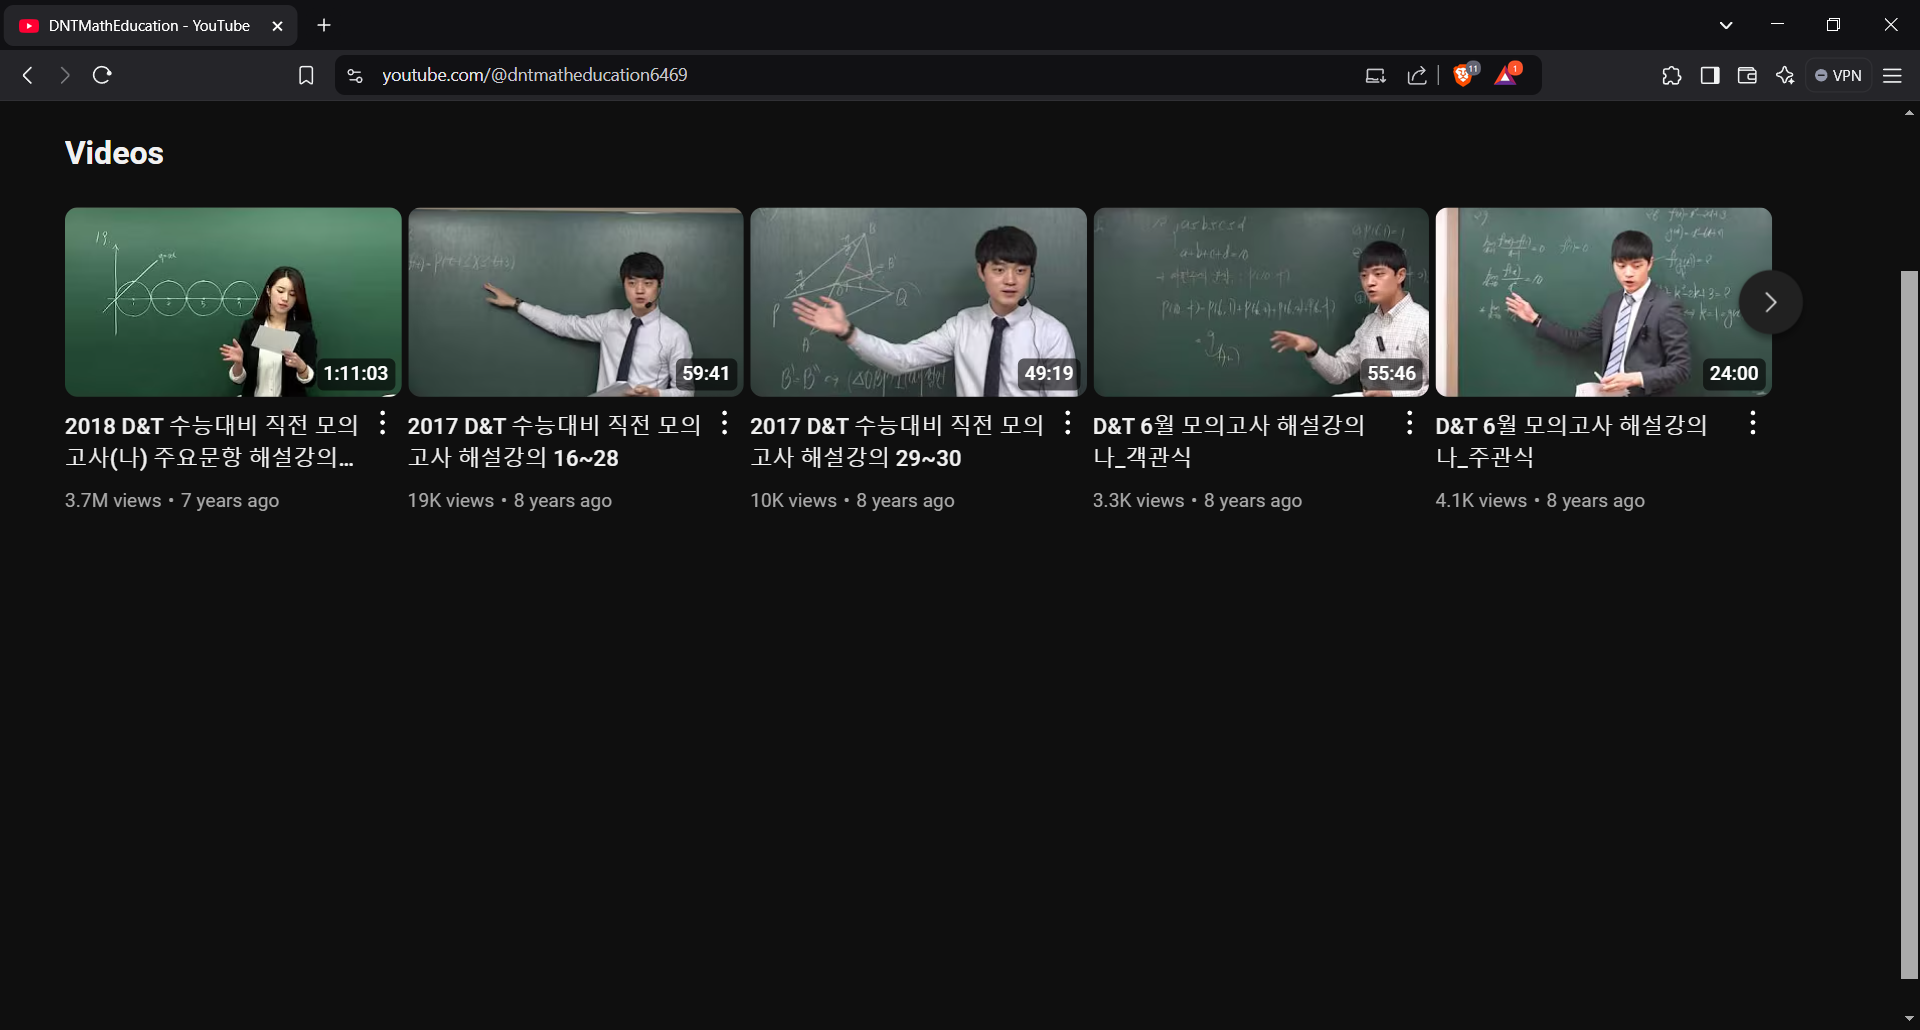 DNTMathEducation - YouTube
youtube.com/@dntmatheducation6469
11
1
VPN
Videos
1:11:03
59:41
49:19
55:46
24:00
2018 D&T 수능대비 직전 모의
고사(나) 주요문항 해설강의...
3.7M views • 7 years ago
2017 D&T 수능대비 직전 모의
고사 해설강의 16~28
19K views • 8 years ago
2017 D&T 수능대비 직전 모의
고사 해설강의 29~30
10K views • 8 years ago
D&T 6월 모의고사 해설강의
나_객관식
3.3K views • 8 years ago
D&T 6월 모의고사 해설강의
나_주관식
4.1K views • 8 years ago